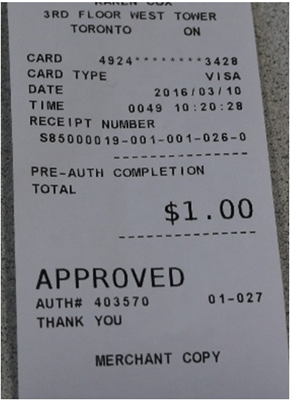 KAREN COX
3RD FLOOR WEST TOWER
TORONTO ON
CARD 4924********3428
CARD TYPE VISA
DATE 2016/03/10
TIME 0049 10:20:28
RECEIPT NUMBER
S85000019-001-001-026-0
PRE-AUTH COMPLETION
TOTAL
$1.00
APPROVED
AUTH# 403570 01-027
THANK YOU
MERCHANT COPY